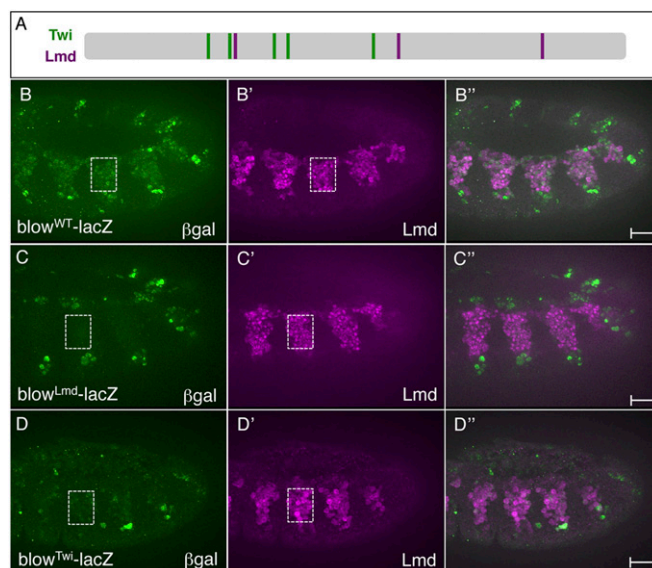 A
Twi
Lmd
B
B'
B''
blowWT-lacZ
βgal
Lmd
C
C'
C''
blowLmd-lacZ
βgal
Lmd
D
D'
D''
blowTwi-lacZ
βgal
Lmd